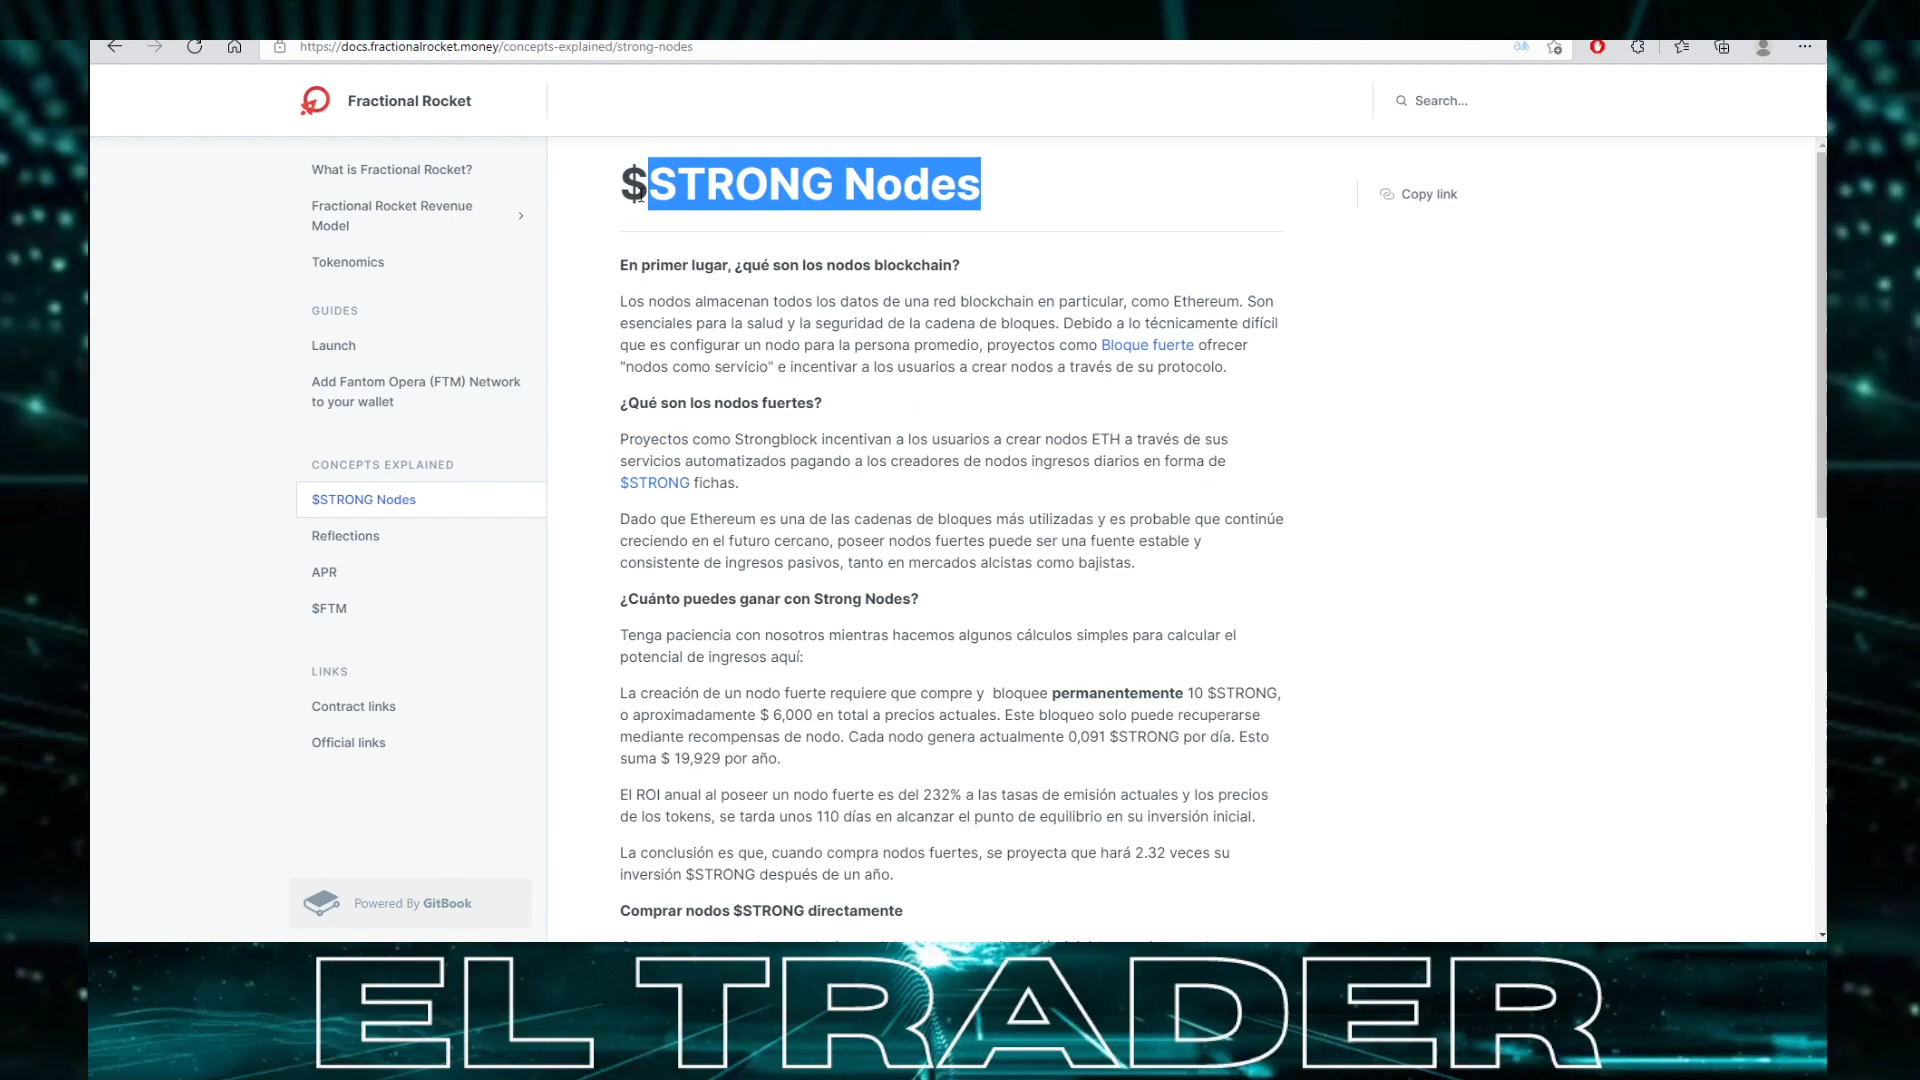 https://docs.fractionalrocket.money/concepts-explained/strong-nodes
Fractional Rocket
Search...
What is Fractional Rocket?
Fractional Rocket Revenue
Model
Tokenomics
GUIDES
Launch
Add Fantom Opera (FTM) Network
to your wallet
CONCEPTS EXPLAINED
$STRONG Nodes
Reflections
APR
$FTM
LINKS
Contract links
Official links
Powered By GitBook
$STRONG Nodes
Copy link
En primer lugar, ¿qué son los nodos blockchain?
Los nodos almacenan todos los datos de una red blockchain en particular, como Ethereum. Son
esenciales para la salud y la seguridad de la cadena de bloques. Debido a lo técnicamente difícil
que es configurar un nodo para la persona promedio, proyectos como Bloque fuerte ofrecer
"nodos como servicio" e incentivar a los usuarios a crear nodos a través de su protocolo.
¿Qué son los nodos fuertes?
Proyectos como Strongblock incentivan a los usuarios a crear nodos ETH a través de sus
servicios automatizados pagando a los creadores de nodos ingresos diarios en forma de
$STRONG fichas.
Dado que Ethereum es una de las cadenas de bloques más utilizadas y es probable que continúe
creciendo en el futuro cercano, poseer nodos fuertes puede ser una fuente estable y
consistente de ingresos pasivos, tanto en mercados alcistas como bajistas.
¿Cuánto puedes ganar con Strong Nodes?
Tenga paciencia con nosotros mientras hacemos algunos cálculos simples para calcular el
potencial de ingresos aquí:
La creación de un nodo fuerte requiere que compre y  bloquee permanentemente 10 $STRONG,
o aproximadamente $ 6,000 en total a precios actuales. Este bloqueo solo puede recuperarse
mediante recompensas de nodo. Cada nodo genera actualmente 0,091 $STRONG por día. Esto
suma $ 19,929 por año.
El ROI anual al poseer un nodo fuerte es del 232% a las tasas de emisión actuales y los precios
de los tokens, se tarda unos 110 días en alcanzar el punto de equilibrio en su inversión inicial.
La conclusión es que, cuando compra nodos fuertes, se proyecta que hará 2.32 veces su
inversión $STRONG después de un año.
Comprar nodos $STRONG directamente
EL TRADER